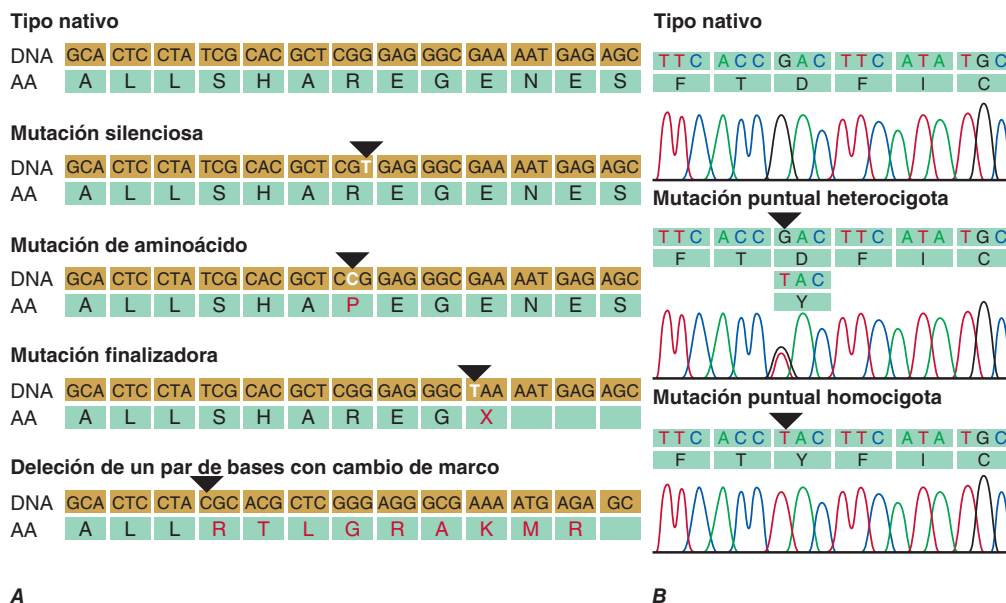 Tipo nativo
DNA GCA CTC CTA TCG CAC GCT CGG GAG GGC GAA AAT GAG AGC
AA A L L S H A R E G E N E S
Mutación silenciosa
DNA GCA CTC CTA TCG CAC GCT CGT GAG GGC GAA AAT GAG AGC
AA A L L S H A R E G E N E S
Mutación de aminoácido
DNA GCA CTC CTA TCG CAC GCT CCG GAG GGC GAA AAT GAG AGC
AA A L L S H A P E G E N E S
Mutación finalizadora
DNA GCA CTC CTA TCG CAC GCT CGG GAG GGC TAA AAT GAG AGC
AA A L L S H A R E G X
Deleción de un par de bases con cambio de marco
DNA GCA CTC CTA CGC ACG CTC GGG AGG GCG AAA ATG AGA GC
AA A L L R T L G R A K M R
A
Tipo nativo
TTC ACC GAC TTC ATA TGC
F T D F I C
Mutación puntual heterocigota
TTC ACC GAC TTC ATA TGC
F T D F I C
TAC
Y
Mutación puntual homocigota
TTC ACC TAC TTC ATA TGC
F T Y F I C
B